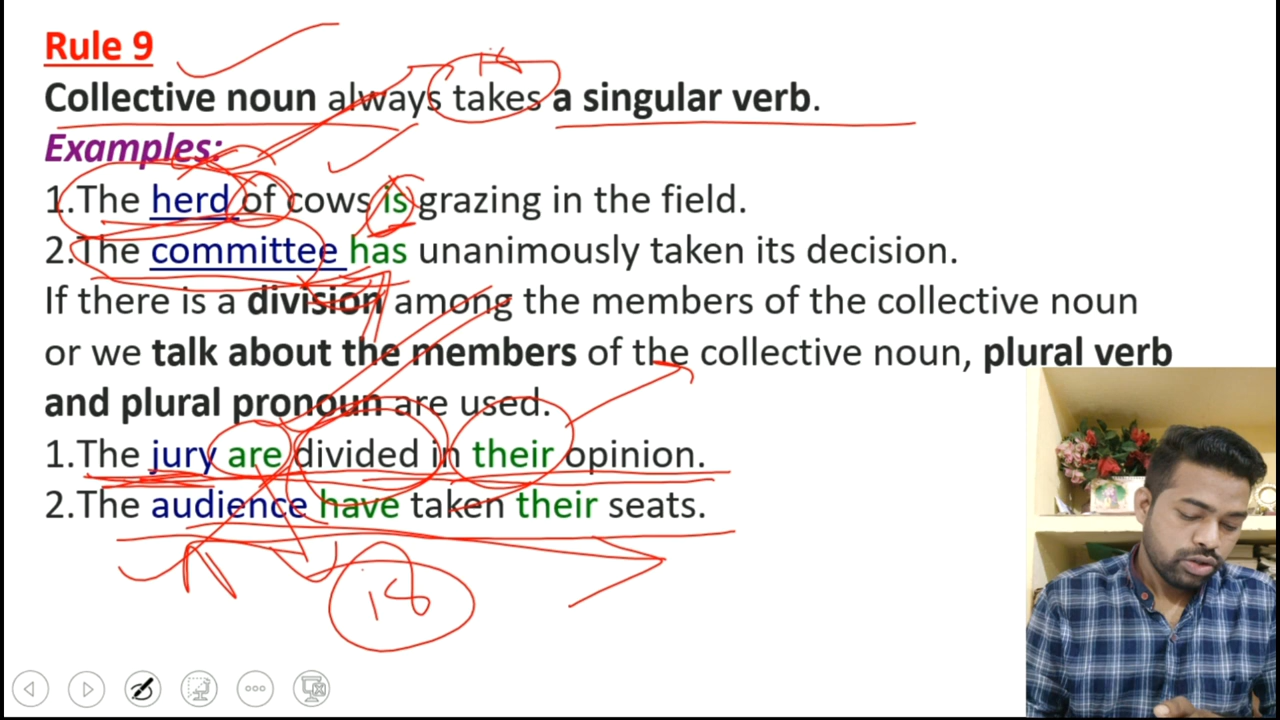 Rule 9
Collective noun always takes a singular verb.
Examples:
1.The herd of cows is grazing in the field.
2.The committee has unanimously taken its decision.
If there is a division among the members of the collective noun
or we talk about the members of the collective noun, plural verb
and plural pronoun are used.
1.The jury are divided in their opinion.
2.The audience have taken their seats.
is